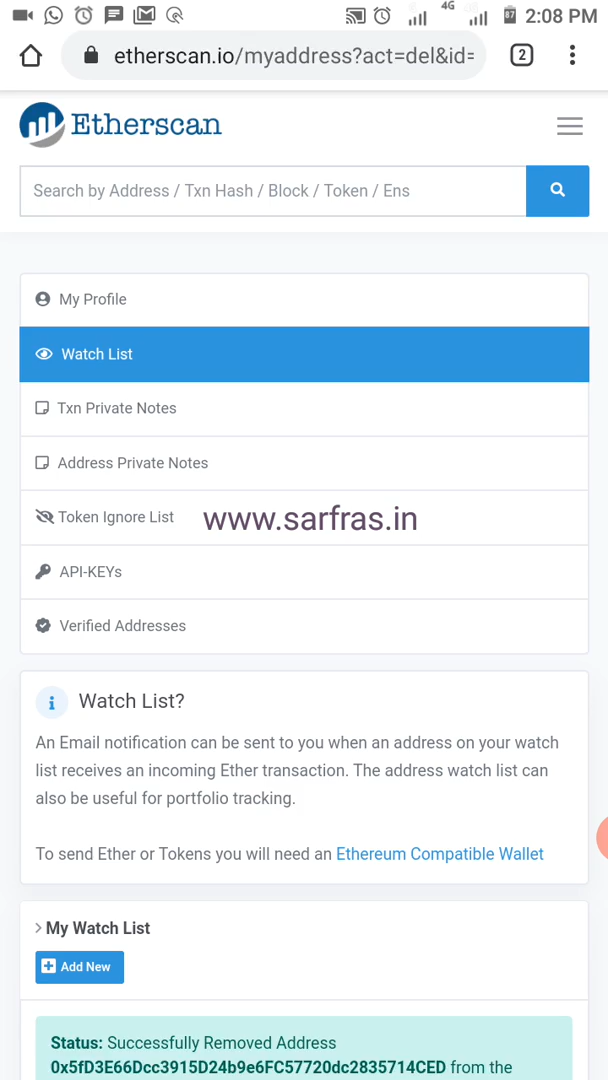 4G
87
2:08 PM
etherscan.io/myaddress?act=del&id=
2
Etherscan
Search by Address / Txn Hash / Block / Token / Ens
My Profile
Watch List
Txn Private Notes
Address Private Notes
Token Ignore List
www.sarfras.in
API-KEYs
Verified Addresses
Watch List?
An Email notification can be sent to you when an address on your watch
list receives an incoming Ether transaction. The address watch list can
also be useful for portfolio tracking.
To send Ether or Tokens you will need an Ethereum Compatible Wallet
My Watch List
Add New
Status: Successfully Removed Address
0x5fD3E66Dcc3915D24b9e6FC57720dc2835714CED from the